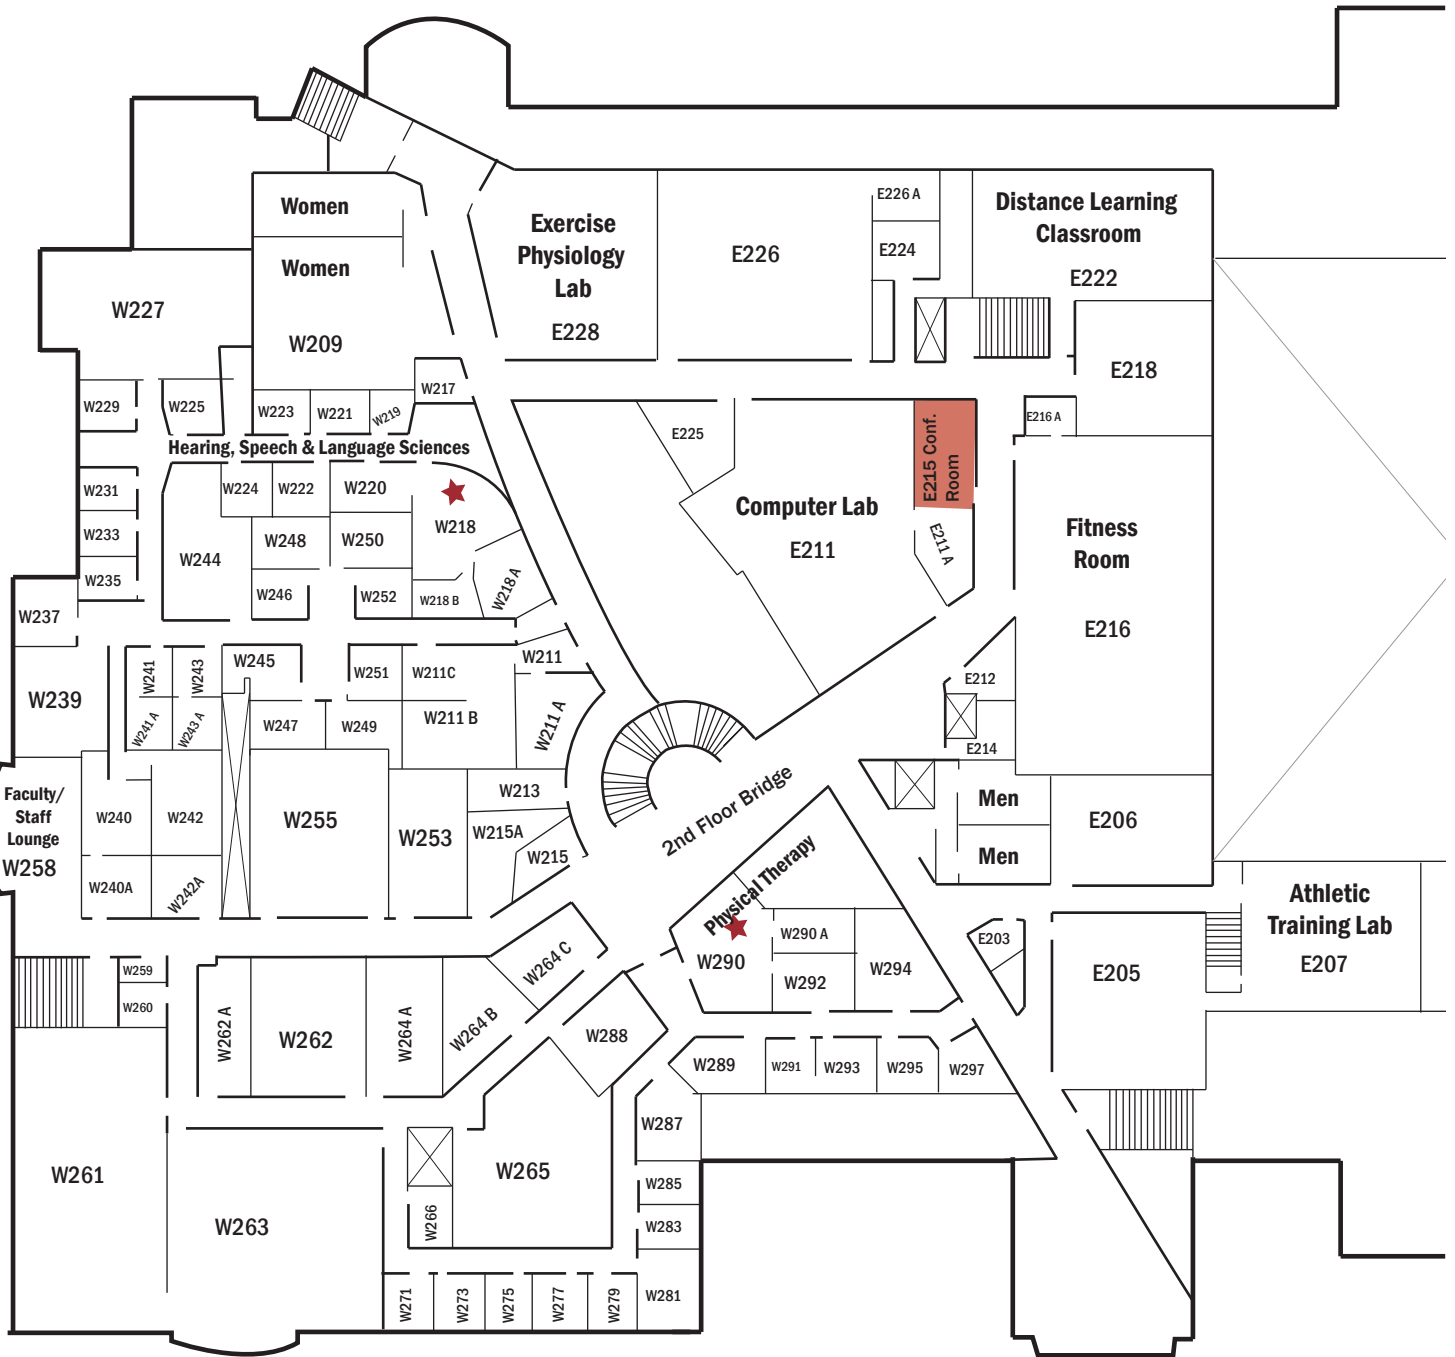 Women
Women
W209
W227
Exercise
Physiology
Lab
E228
E226
E226 A
E224
Distance Learning
Classroom
E222
E218
E216 A
W229
W225
W223
W221
W219
W217
Hearing, Speech & Language Sciences
E225
Computer Lab
E211
E215 Conf.
Room
E211 A
Fitness
Room
E216
W231
W233
W235
W224
W222
W220
W218
W244
W248
W250
W246
W252
W218 B
W218 A
W237
W239
W241
W243
W245
W251
W211C
W211
W241 A
W243 A
W247
W249
W211 B
W211 A
E212
E214
Faculty/
Staff
Lounge
W258
W240
W242
W255
W253
W213
W215A
W215
W240A
W242A
2nd Floor Bridge
Men
Men
E206
Physical Therapy
W290
W290 A
W292
W294
E203
E205
Athletic
Training Lab
E207
W259
W260
W262 A
W262
W264 A
W264 B
W264 C
W288
W289
W291
W293
W295
W297
W287
W261
W263
W265
W266
W285
W283
W281
W271
W273
W275
W277
W279